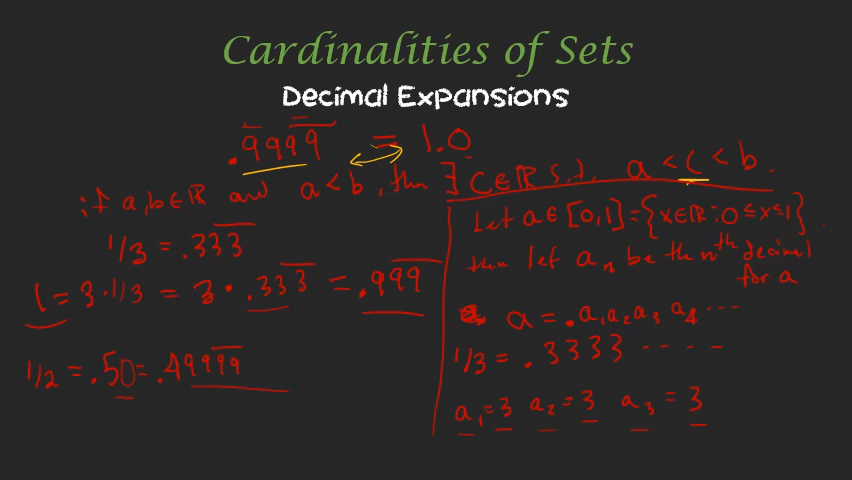 Cardinalities of Sets
Decimal Expansions
.9999 = 1.0
if a,b∈ℝ and a<b, then ∃ C∈ℝ s.t. a < c < b.
1/3 = .333
1 = 3·1/3 = 3 · .333 = .999
1/2 = .50 = .49999
Let a∈[0,1]={x∈ℝ:0≤x≤1}.
then let aₙ be the nᵗʰ decimal
for a
a = .a₁a₂a₃ a₄ ...
1/3 = .3333 .....
a₁=3 a₂=3 a₃=3